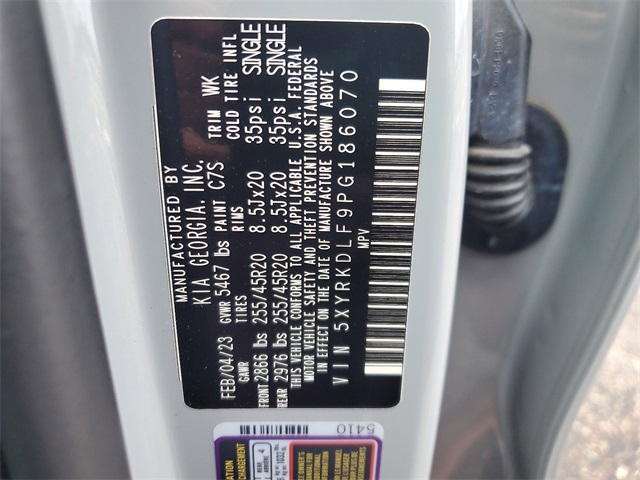 MANUFACTURED BY
KIA GEORGIA, INC.
FEB/04/23 GVWR 5467 lbs PAINT C7S TRIM WK
GAWR TIRES RIMS COLD TIRE INFL
FRONT 2866 lbs 255/45R20 8.5Jx20 35psi SINGLE
REAR 2976 lbs 255/45R20 8.5Jx20 35psi SINGLE
THIS VEHICLE CONFORMS TO ALL APPLICABLE U.S.A. FEDERAL
MOTOR VEHICLE SAFETY AND THEFT PREVENTION STANDARDS
IN EFFECT ON THE DATE OF MANUFACTURE SHOWN ABOVE
VIN 5XYRKDLF9PG186070
MPV
5410
REAR
4